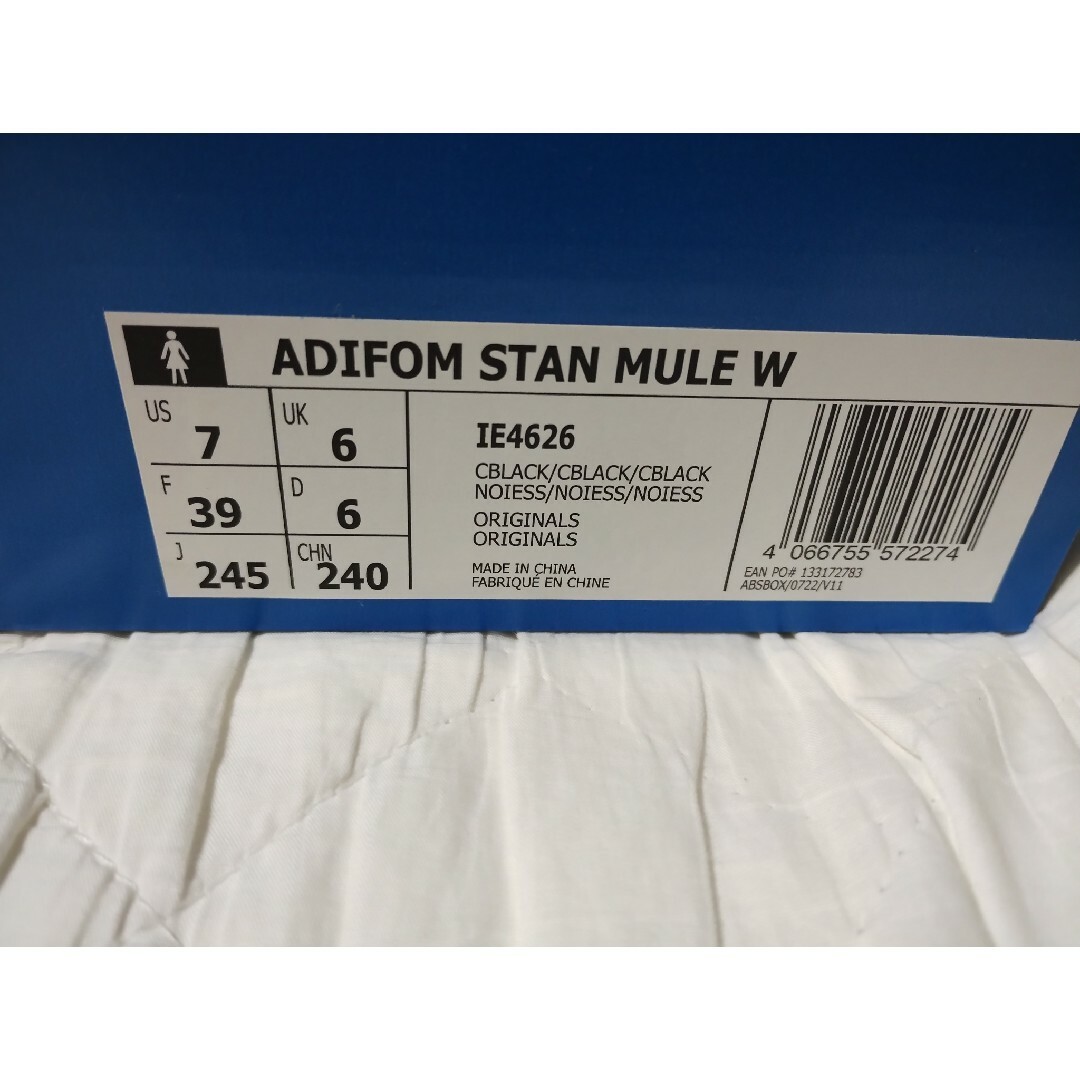 ADIFOM STAN MULE W
US 7 UK 6
F 39 D 6
J 245 CHN 240
IE4626
CBLACK/CBLACK/CBLACK
NOIESS/NOIESS/NOIESS
ORIGINALS
ORIGINALS
MADE IN CHINA
FABRIQUÉ EN CHINE
4 066755 572274
EAN PO# 133172783
ABSBOX/0722/V11